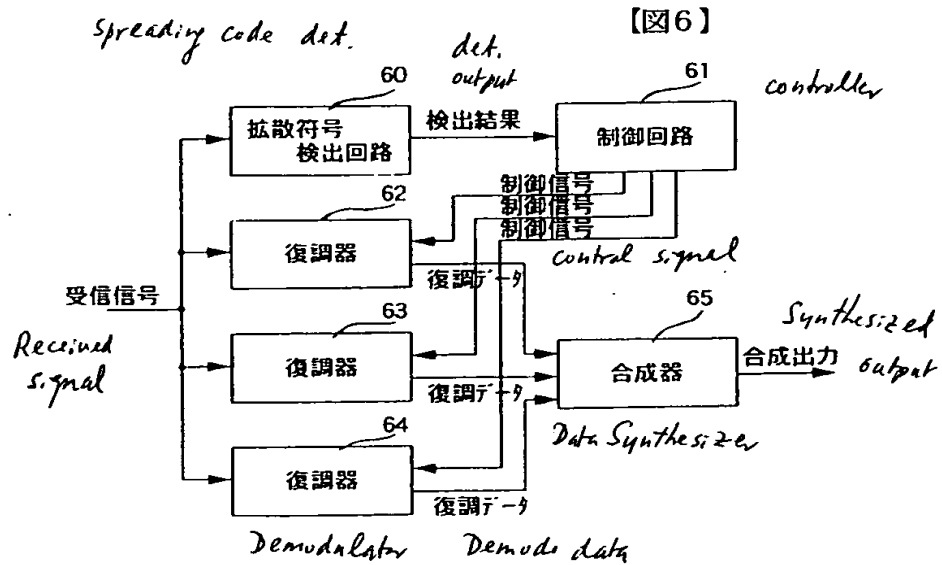 【図6】
Spreading code det.
det.
output
controller
60
61
拡散符号
検出回路
検出結果
制御回路
制御信号
制御信号
制御信号
control signal
62
復調器
復調データ
受信信号
Received
signal
63
復調器
復調データ
65
合成器
合成出力
Synthesized
output
Data Synthesizer
64
復調器
復調データ
Demodulator
Demode data